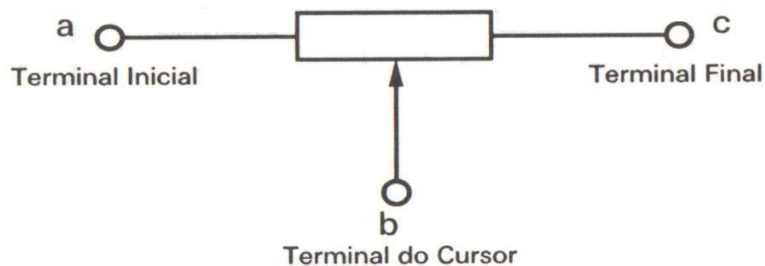 a
Terminal Inicial
c
Terminal Final
b
Terminal do Cursor